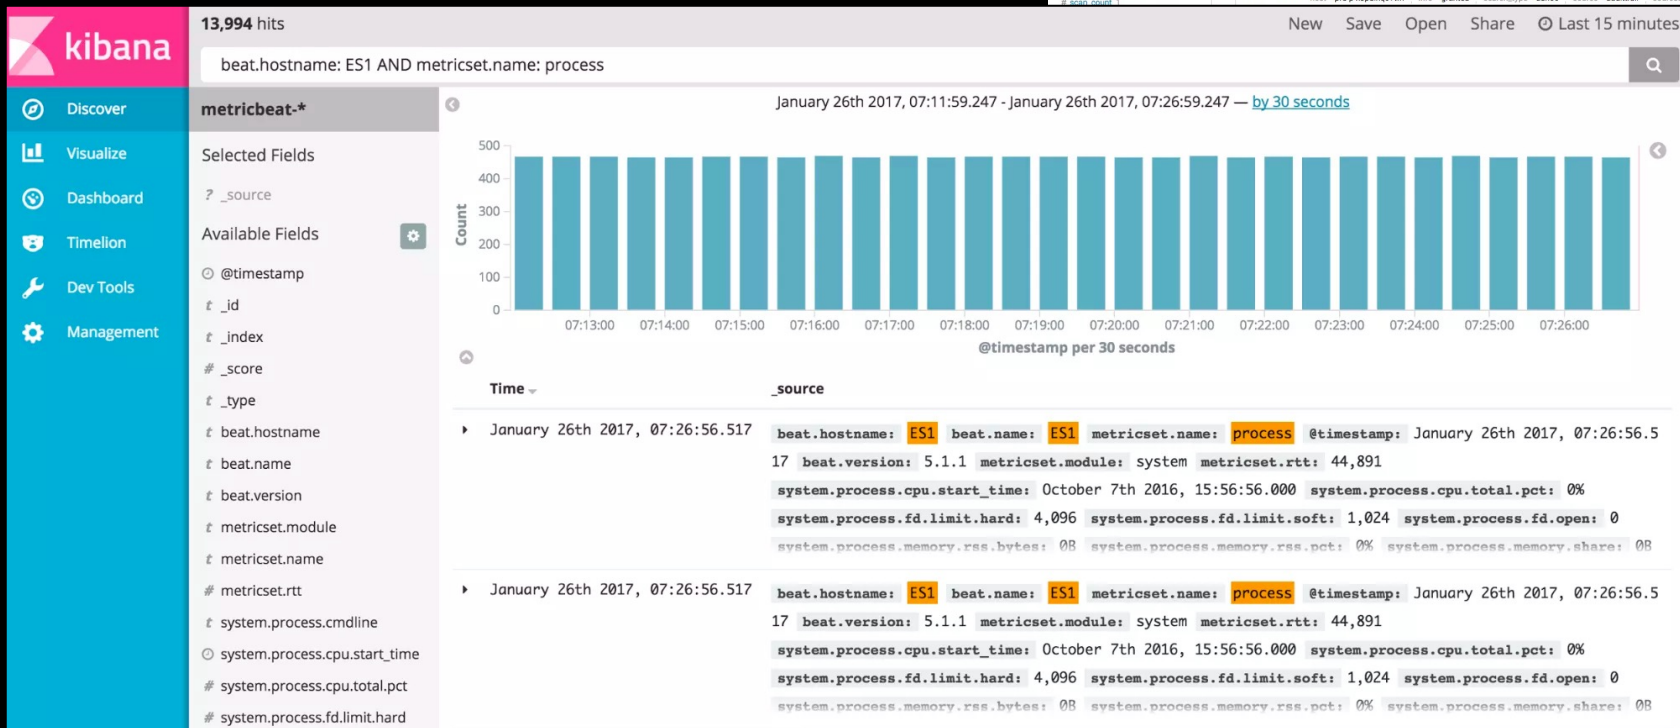 # scan_count
13,994 hits
New Save Open Share Last 15 minutes
kibana
beat.hostname: ES1 AND metricset.name: process
Discover
Visualize
Dashboard
Timelion
Dev Tools
Management
metricbeat-*
Selected Fields
? _source
Available Fields
@timestamp
t _id
t _index
# _score
t _type
t beat.hostname
t beat.name
t beat.version
t metricset.module
t metricset.name
# metricset.rtt
t system.process.cmdline
system.process.cpu.start_time
# system.process.cpu.total.pct
# system.process.fd.limit.hard
January 26th 2017, 07:11:59.247 - January 26th 2017, 07:26:59.247 — by 30 seconds
500
400
300
200
100
0
Count
07:13:00 07:14:00 07:15:00 07:16:00 07:17:00 07:18:00 07:19:00 07:20:00 07:21:00 07:22:00 07:23:00 07:24:00 07:25:00 07:26:00
@timestamp per 30 seconds
Time _source
January 26th 2017, 07:26:56.517 beat.hostname: ES1 beat.name: ES1 metricset.name: process @timestamp: January 26th 2017, 07:26:56.5
17 beat.version: 5.1.1 metricset.module: system metricset.rtt: 44,891
system.process.cpu.start_time: October 7th 2016, 15:56:56.000 system.process.cpu.total.pct: 0%
system.process.fd.limit.hard: 4,096 system.process.fd.limit.soft: 1,024 system.process.fd.open: 0
system.process.memory.rss.bytes: 0B system.process.memory.rss.pct: 0% system.process.memory.share: 0B
January 26th 2017, 07:26:56.517 beat.hostname: ES1 beat.name: ES1 metricset.name: process @timestamp: January 26th 2017, 07:26:56.5
17 beat.version: 5.1.1 metricset.module: system metricset.rtt: 44,891
system.process.cpu.start_time: October 7th 2016, 15:56:56.000 system.process.cpu.total.pct: 0%
system.process.fd.limit.hard: 4,096 system.process.fd.limit.soft: 1,024 system.process.fd.open: 0
system.process.memory.rss.bytes: 0B system.process.memory.rss.pct: 0% system.process.memory.share: 0B